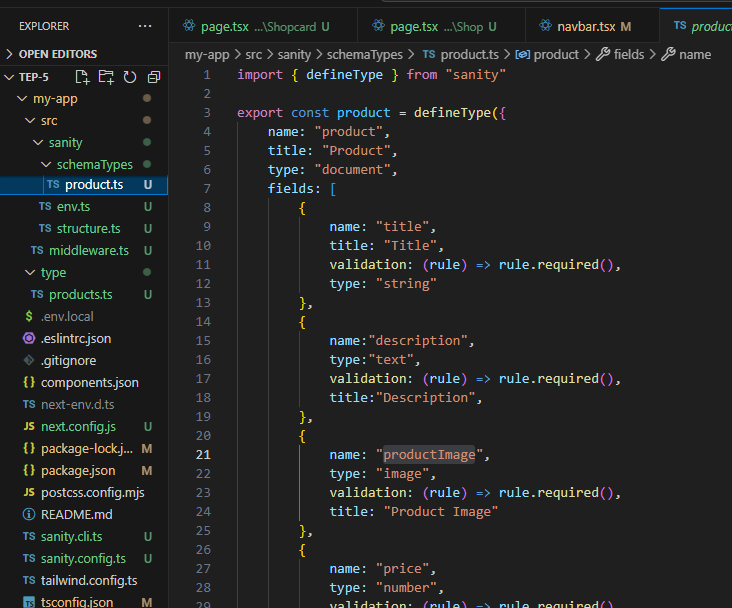 EXPLORER ...
page.tsx ...\Shopcard U
page.tsx ...\Shop U
navbar.tsx M
TS produc
OPEN EDITORS
TEP-5
my-app
src
sanity
schemaTypes
TS product.ts U
TS env.ts U
TS structure.ts U
TS middleware.ts U
type
TS products.ts U
$ .env.local
.eslintrc.json
.gitignore
{} components.json
TS next-env.d.ts
JS next.config.js U
{} package-lock.j... M
{} package.json M
JS postcss.config.mjs
README.md
TS sanity.cli.ts U
TS sanity.config.ts U
TS tailwind.config.ts
TS tsconfig.json M
my-app > src > sanity > schemaTypes > TS product.ts > product > fields > name
1 import { defineType } from "sanity"
2
3 export const product = defineType({
4 name: "product",
5 title: "Product",
6 type: "document",
7 fields: [
8 {
9 name: "title",
10 title: "Title",
11 validation: (rule) => rule.required(),
12 type: "string"
13 },
14 {
15 name:"description",
16 type:"text",
17 validation: (rule) => rule.required(),
18 title:"Description",
19 },
20 {
21 name: "productImage",
22 type: "image",
23 validation: (rule) => rule.required(),
24 title: "Product Image"
25 },
26 {
27 name: "price",
28 type: "number",
29 validation: (rule) => rule.required(),